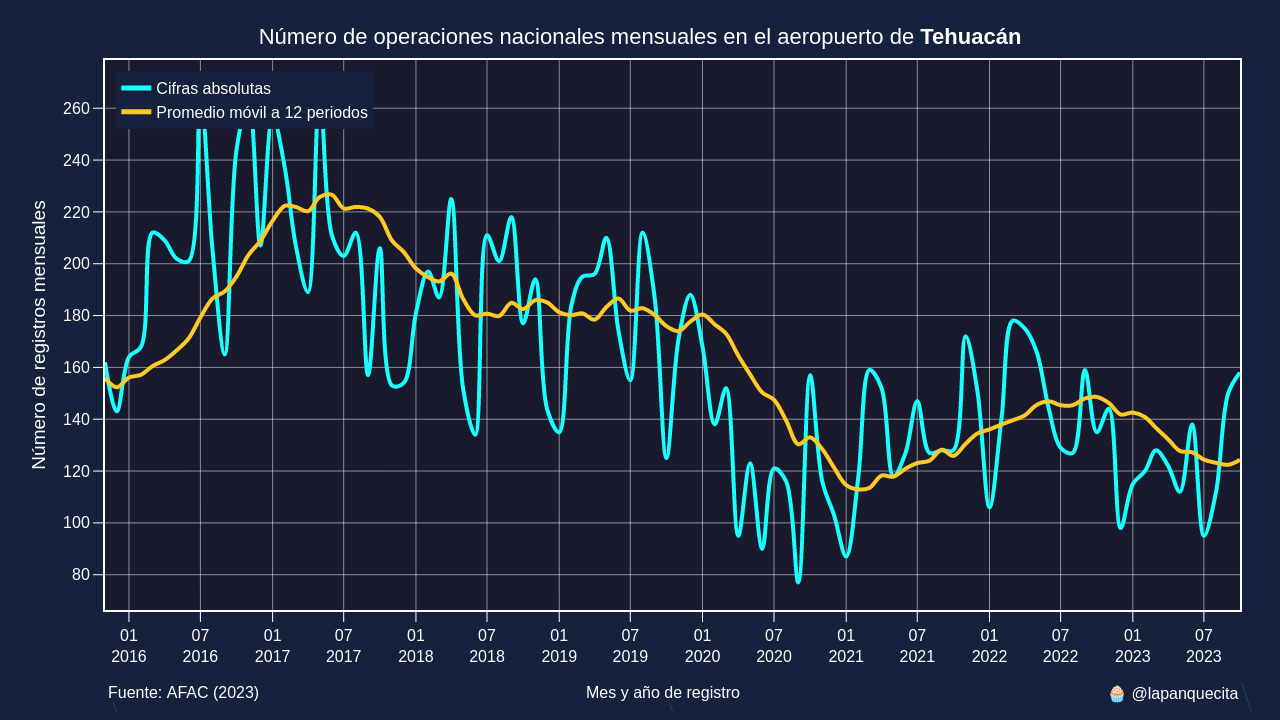 Número de operaciones nacionales mensuales en el aeropuerto de Tehuacán
Cifras absolutas
Promedio móvil a 12 periodos
Número de registros mensuales
260
240
220
200
180
160
140
120
100
80
01 07 01 07 01 07 01 07 01 07 01 07 01 07 01 07
2016 2016 2017 2017 2018 2018 2019 2019 2020 2020 2021 2021 2022 2022 2023 2023
Fuente: AFAC (2023) Mes y año de registro 🧁 @lapanquecita